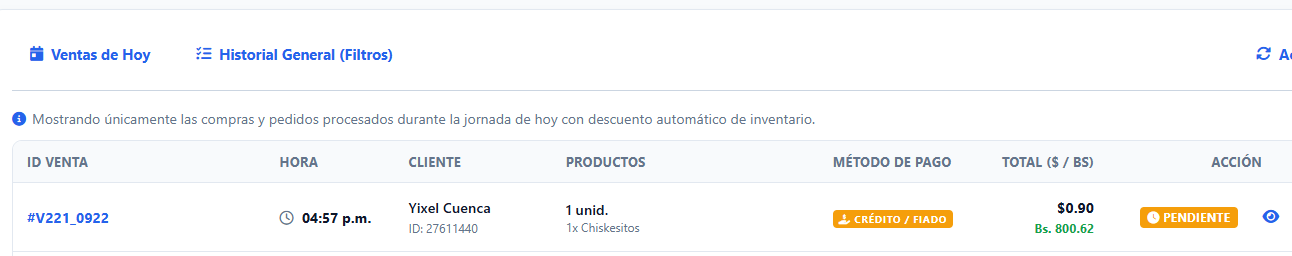 Ventas de Hoy
Historial General (Filtros)
Mostrando únicamente las compras y pedidos procesados durante la jornada de hoy con descuento automático de inventario.
ID VENTA HORA CLIENTE PRODUCTOS MÉTODO DE PAGO TOTAL ($ / BS) ACCIÓN
#V221_0922 04:57 p.m. Yixel Cuenca 1 unid. CRÉDITO / FIADO $0.90 PENDIENTE
ID: 27611440 1x Chiskesitos Bs. 800.62